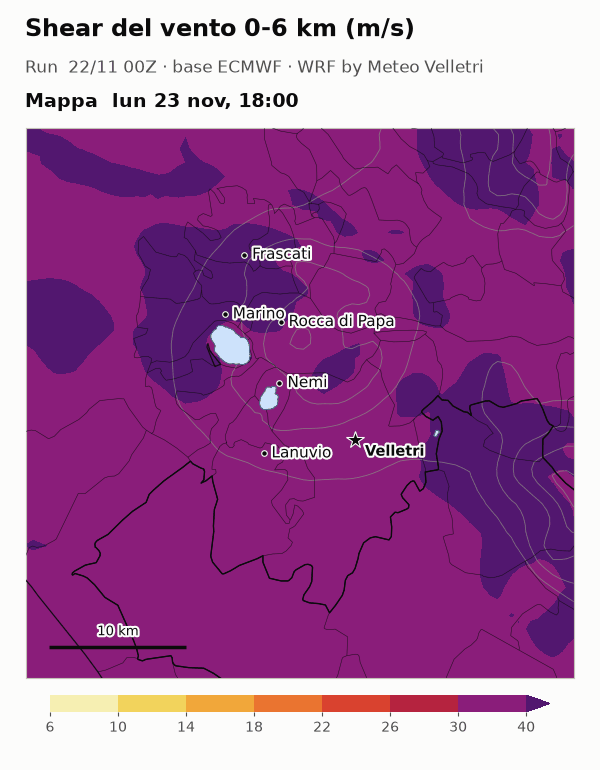 Shear del vento 0-6 km (m/s)
Run  22/11 00Z · base ECMWF · WRF by Meteo Velletri
Mappa  lun 23 nov, 18:00
Frascati
Marino
Rocca di Papa
Nemi
Velletri
Lanuvio
10 km
6 10 14 18 22 26 30 40